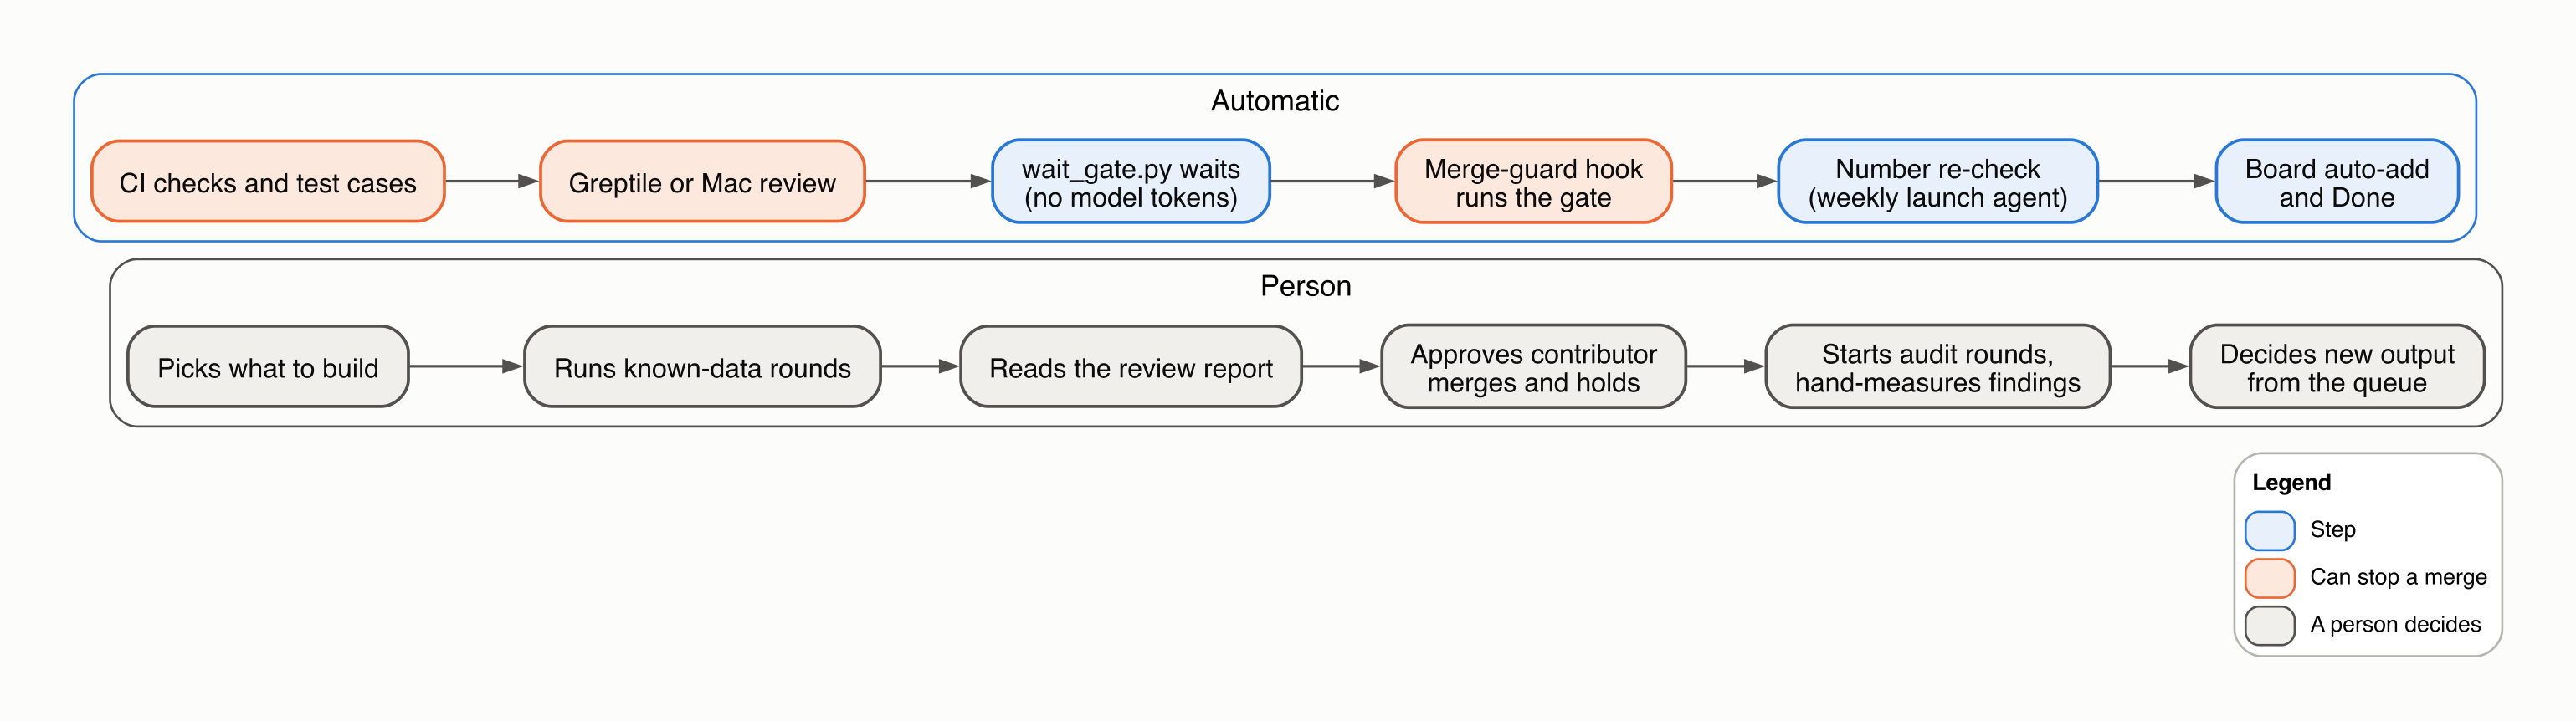 Automatic
CI checks and test cases
Greptile or Mac review
wait_gate.py waits
(no model tokens)
Merge-guard hook
runs the gate
Number re-check
(weekly launch agent)
Board auto-add
and Done
Person
Picks what to build
Runs known-data rounds
Reads the review report
Approves contributor
merges and holds
Starts audit rounds,
hand-measures findings
Decides new output
from the queue
Legend
Step
Can stop a merge
A person decides